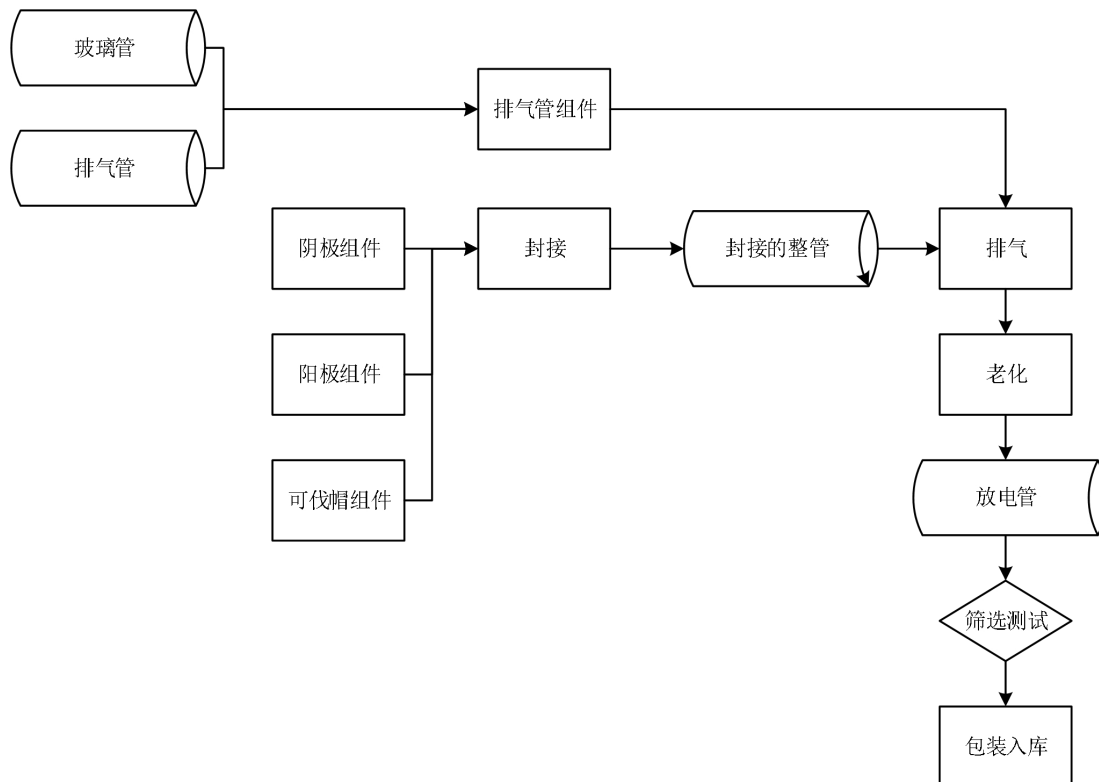 玻璃管
排气管组件
排气管
阴极组件
封接
封接的整管
排气
阳极组件
老化
可伐帽组件
放电管
筛选测试
包装入库